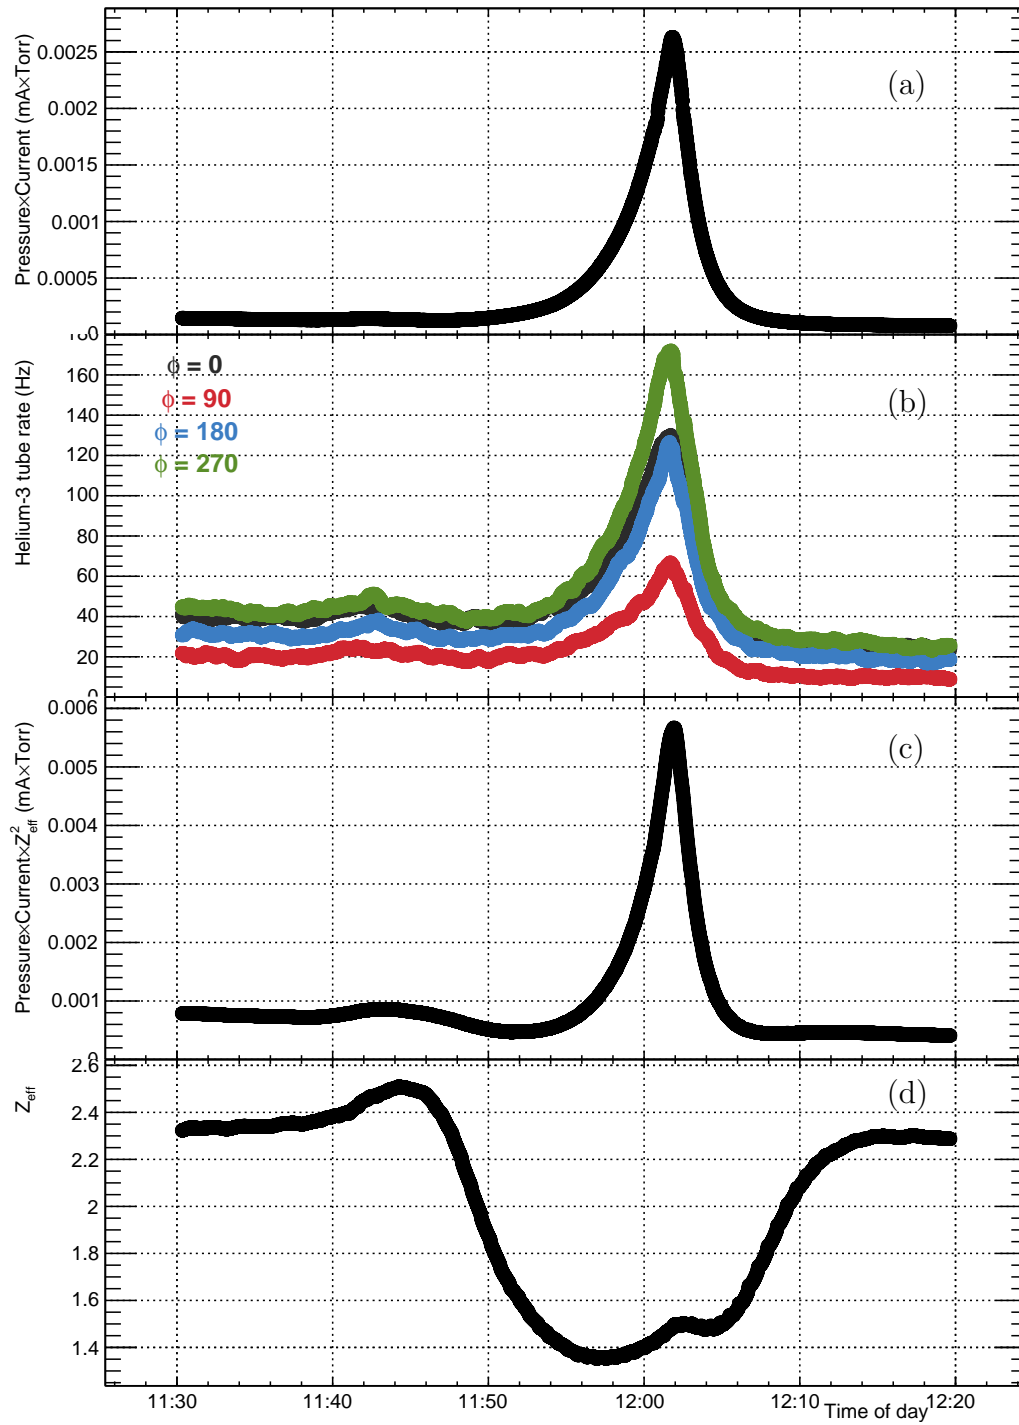 Pressure×Current (mA×Torr)
0.0025
0.002
0.0015
0.001
0.0005
0
(a)
Helium-3 tube rate (Hz)
180
160
140
120
100
80
60
40
20
0
ϕ = 0
ϕ = 90
ϕ = 180
ϕ = 270
(b)
Pressure×Current×Z²eff (mA×Torr)
0.006
0.005
0.004
0.003
0.002
0.001
0
(c)
Zeff
2.6
2.4
2.2
2
1.8
1.6
1.4
(d)
11:30 11:40 11:50 12:00 12:10 12:20
Time of day